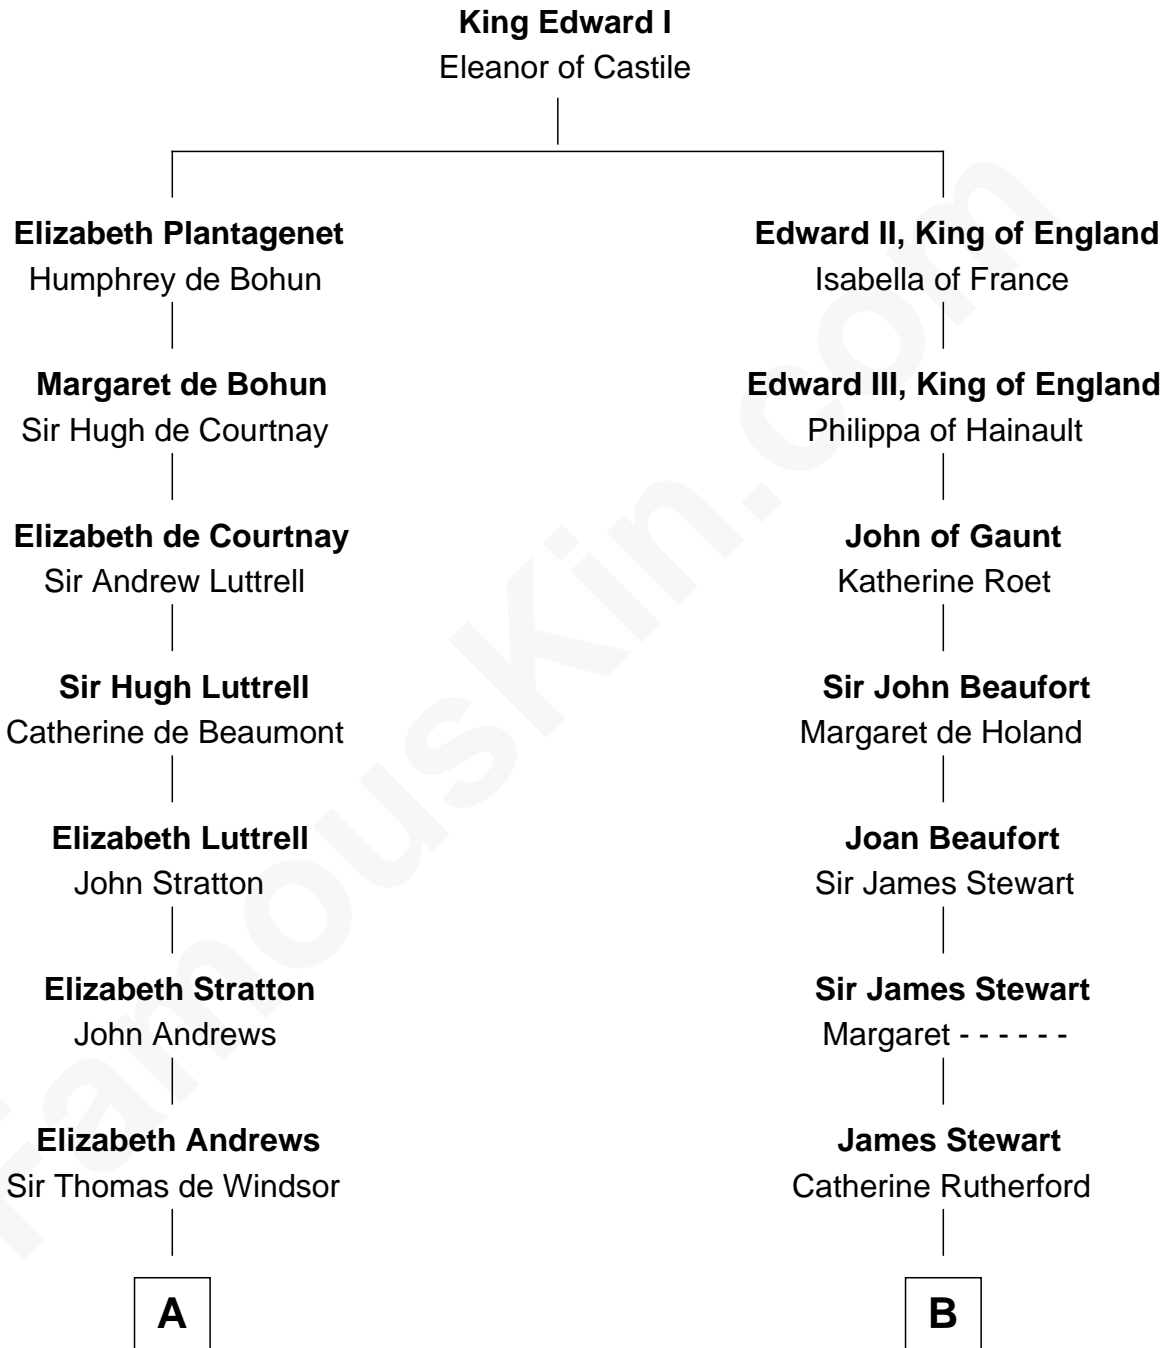 King Edward I
Eleanor of Castile
Elizabeth Plantagenet
Humphrey de Bohun
Edward II, King of England
Isabella of France
Margaret de Bohun
Sir Hugh de Courtnay
Edward III, King of England
Philippa of Hainault
Elizabeth de Courtnay
Sir Andrew Luttrell
John of Gaunt
Katherine Roet
Sir Hugh Luttrell
Catherine de Beaumont
Sir John Beaufort
Margaret de Holand
Elizabeth Luttrell
John Stratton
Joan Beaufort
Sir James Stewart
Elizabeth Stratton
John Andrews
Sir James Stewart
Margaret - - - - - -
Elizabeth Andrews
Sir Thomas de Windsor
James Stewart
Catherine Rutherford
A
B
FamousKin.com